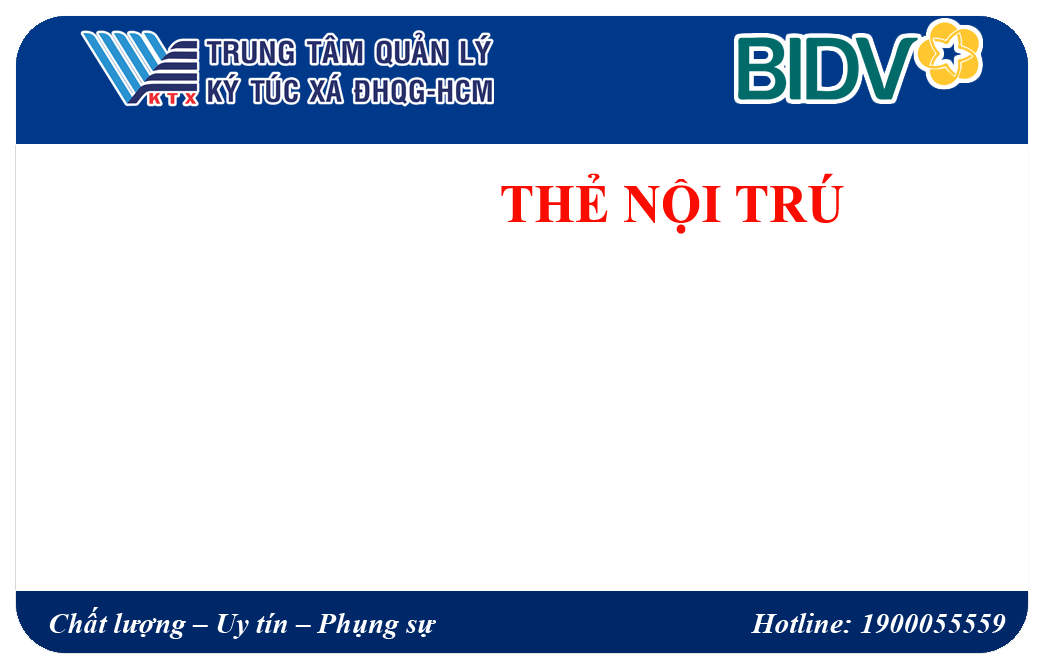 TRUNG TÂM QUẢN LÝ
KÝ TÚC XÁ ĐHQG-HCM
KTX
BIDV
THẺ NỘI TRÚ
Chất lượng – Uy tín – Phụng sự
Hotline: 1900055559